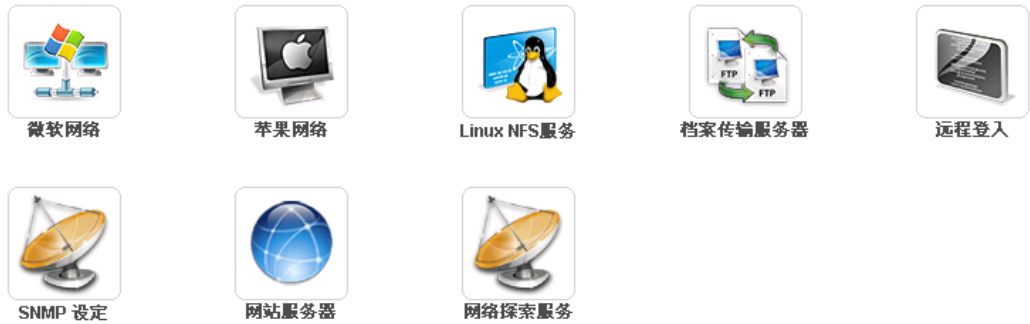 微软网络
苹果网络
Linux NFS服务
FTP
FTP
档案传输服务器
远程登入
SNMP 设定
网站服务器
网络探索服务